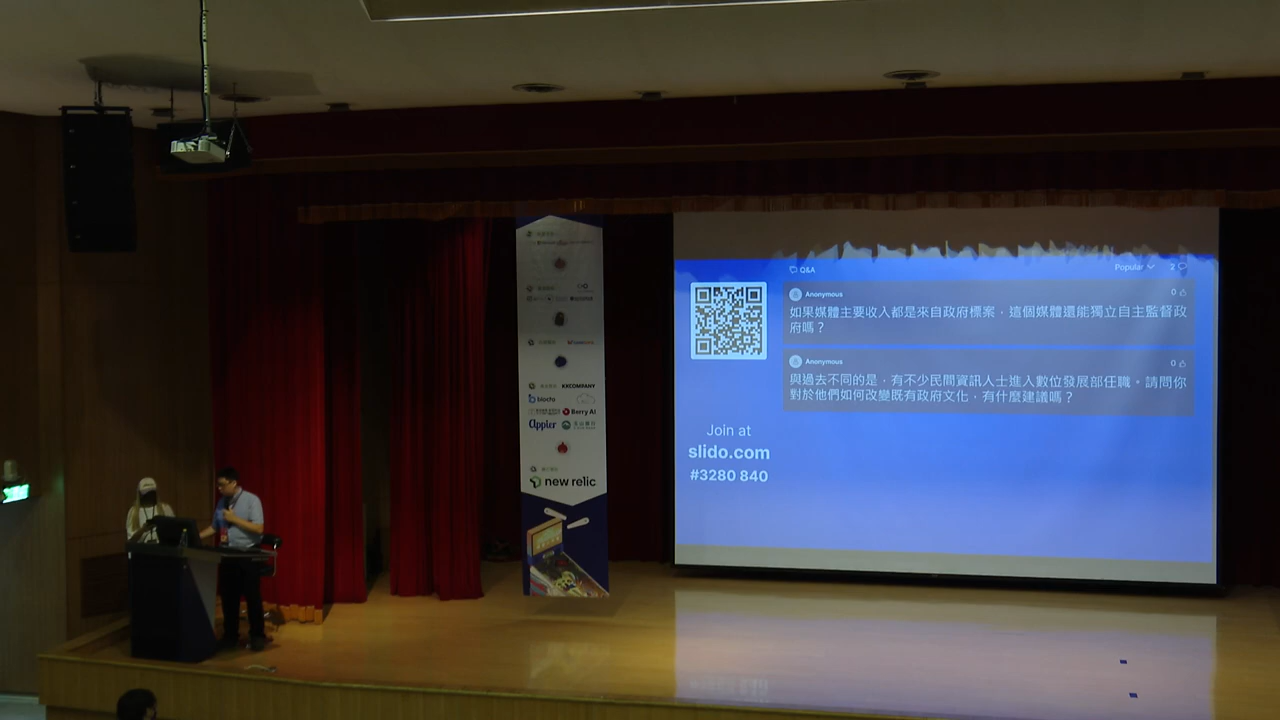 KKCOMPANY
blocto
Berry AI
Appier
new relic
Q&A
Popular
2
Anonymous
0
如果媒體主要收入都是來自政府標案，這個媒體還能獨立自主監督政
府嗎？
Anonymous
0
與過去不同的是，有不少民間資訊人士進入數位發展部任職。請問你
對於他們如何改變既有政府文化，有什麼建議嗎？
Join at
slido.com
#3280 840